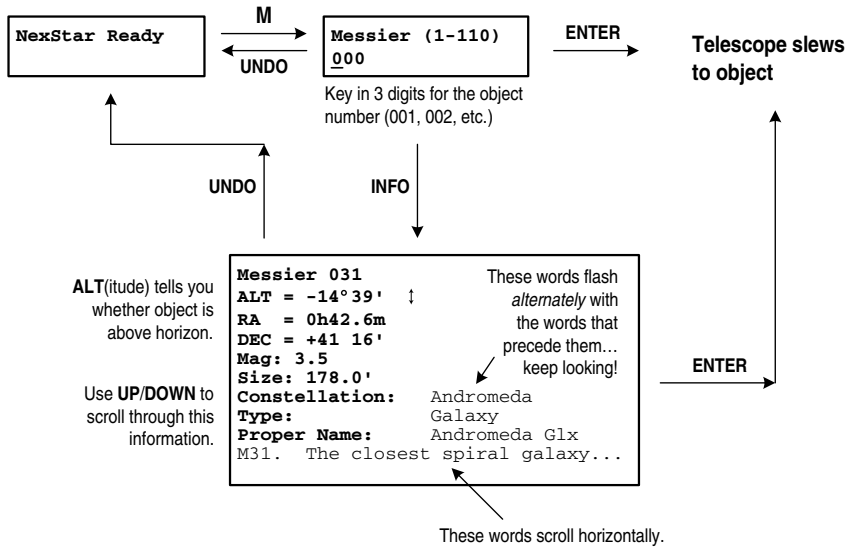 NexStar Ready
M
UNDO
Messier (1-110)
000
ENTER
Telescope slews
to object
Key in 3 digits for the object
number (001, 002, etc.)
UNDO
INFO
ALT(itude) tells you
whether object is
above horizon.
Use UP/DOWN to
scroll through this
information.
Messier 031
ALT = -14°39' ↕
RA = 0h42.6m
DEC = +41 16'
Mag: 3.5
Size: 178.0'
Constellation: Andromeda
Type: Galaxy
Proper Name: Andromeda Glx
M31. The closest spiral galaxy...
These words flash
alternately with
the words that
precede them…
keep looking!
ENTER
These words scroll horizontally.